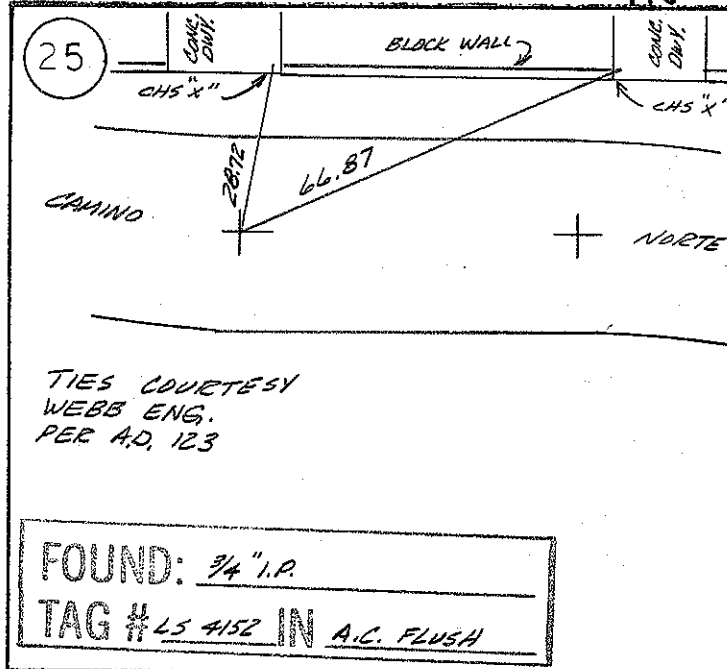 25
CONC. DWY.
BLOCK WALL
CONC. DWY.
CHS "X"
CHS "X"
28.72
66.87
CAMINO
NORTE
TIES COURTESY
WEBB ENG.
PER A.D. 123
FOUND: 3/4" I.P.
TAG # LS 4152 IN A.C. FLUSH